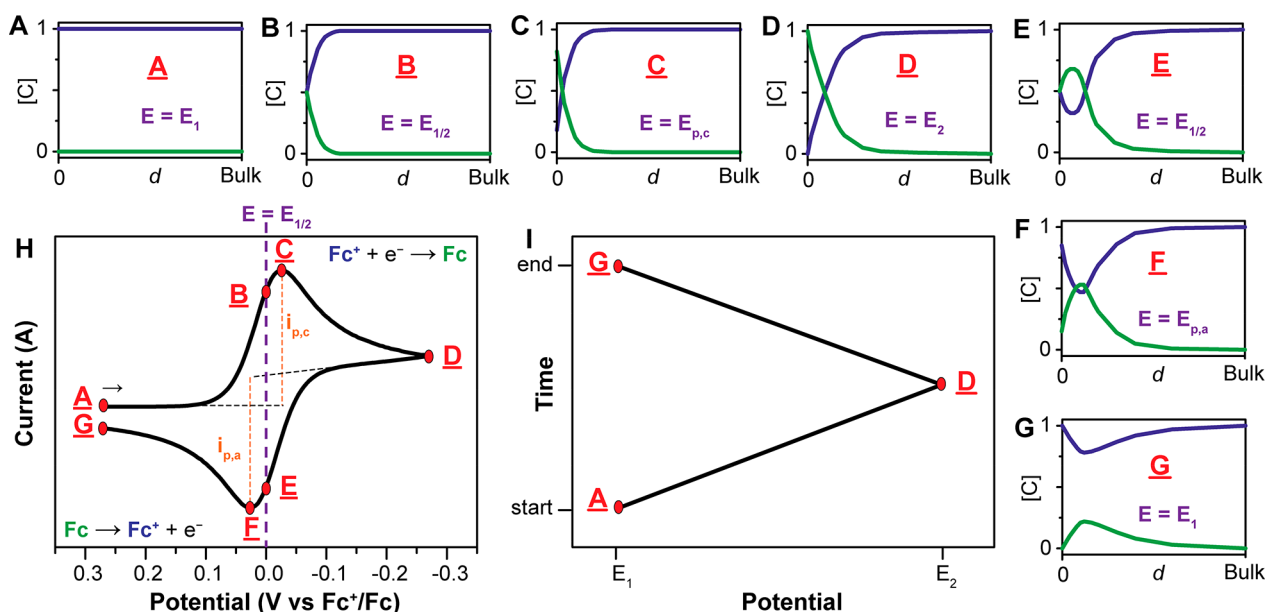 A
1
[C]
0
A
E = E1
0
d
Bulk
B
1
[C]
0
B
E = E1/2
0
d
Bulk
C
1
[C]
0
C
E = Ep,c
0
d
Bulk
D
1
[C]
0
D
E = E2
0
d
Bulk
E
1
[C]
0
E
E = E1/2
0
d
Bulk
H
E = E1/2
Fc+ + e− → Fc
C
B
ip,c
D
A →
G
ip,a
E
F
Fc → Fc+ + e−
Current (A)
0.3 0.2 0.1 0.0 -0.1 -0.2 -0.3
Potential (V vs Fc+/Fc)
I
end
G
Time
D
A
start
E1 E2
Potential
F
1
[C]
0
F
E = Ep,a
0
d
Bulk
G
1
[C]
0
G
E = E1
0
d
Bulk